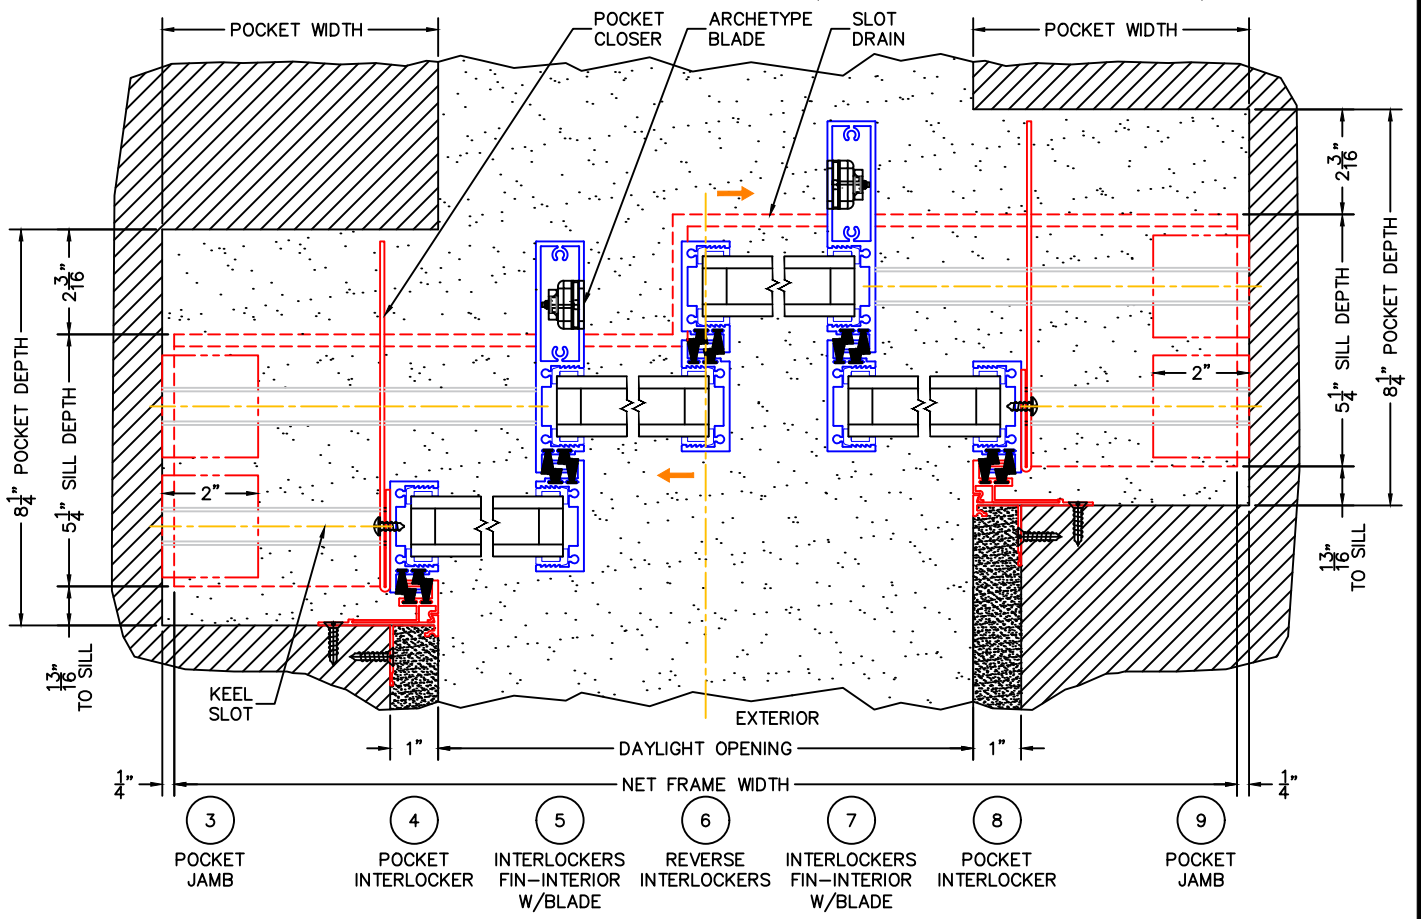 POCKET WIDTH
POCKET
CLOSER
ARCHETYPE
BLADE
SLOT
DRAIN
POCKET WIDTH
2 3/16"
8 1/4" POCKET DEPTH
5 1/4" SILL DEPTH
13/16"
TO SILL
2"
KEEL
SLOT
2 3/16"
5 1/4" SILL DEPTH
8 1/4" POCKET DEPTH
2"
13/16"
TO SILL
EXTERIOR
1"
DAYLIGHT OPENING
1"
1/4"
NET FRAME WIDTH
1/4"
3
POCKET
JAMB
4
POCKET
INTERLOCKER
5
INTERLOCKERS
FIN-INTERIOR
W/BLADE
6
REVERSE
INTERLOCKERS
7
INTERLOCKERS
FIN-INTERIOR
W/BLADE
8
POCKET
INTERLOCKER
9
POCKET
JAMB